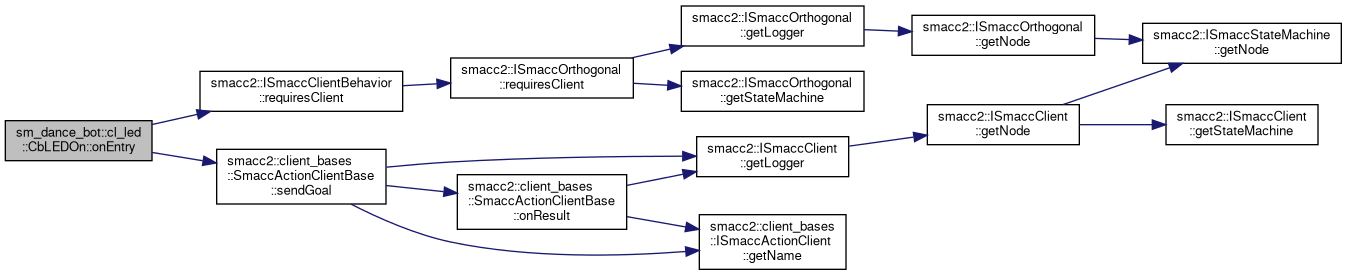 sm_dance_bot::cl_led
::CbLEDOn::onEntry
smacc2::ISmaccClientBehavior
::requiresClient
smacc2::ISmaccOrthogonal
::requiresClient
smacc2::ISmaccOrthogonal
::getLogger
smacc2::ISmaccOrthogonal
::getNode
smacc2::ISmaccStateMachine
::getNode
smacc2::ISmaccOrthogonal
::getStateMachine
smacc2::client_bases
::SmaccActionClientBase
::sendGoal
smacc2::client_bases
::SmaccActionClientBase
::onResult
smacc2::ISmaccClient
::getLogger
smacc2::ISmaccClient
::getNode
smacc2::ISmaccClient
::getStateMachine
smacc2::client_bases
::ISmaccActionClient
::getName